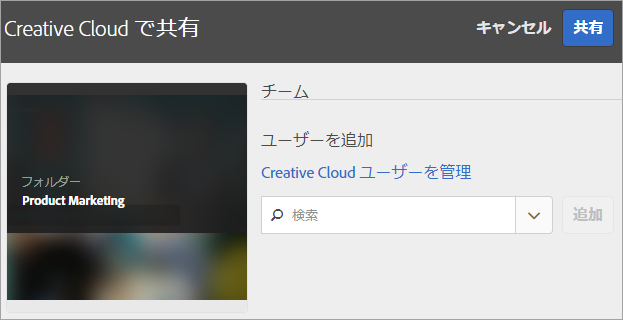 Creative Cloud で共有
キャンセル
共有
フォルダー
Product Marketing
チーム
ユーザーを追加
Creative Cloud ユーザーを管理
検索
追加